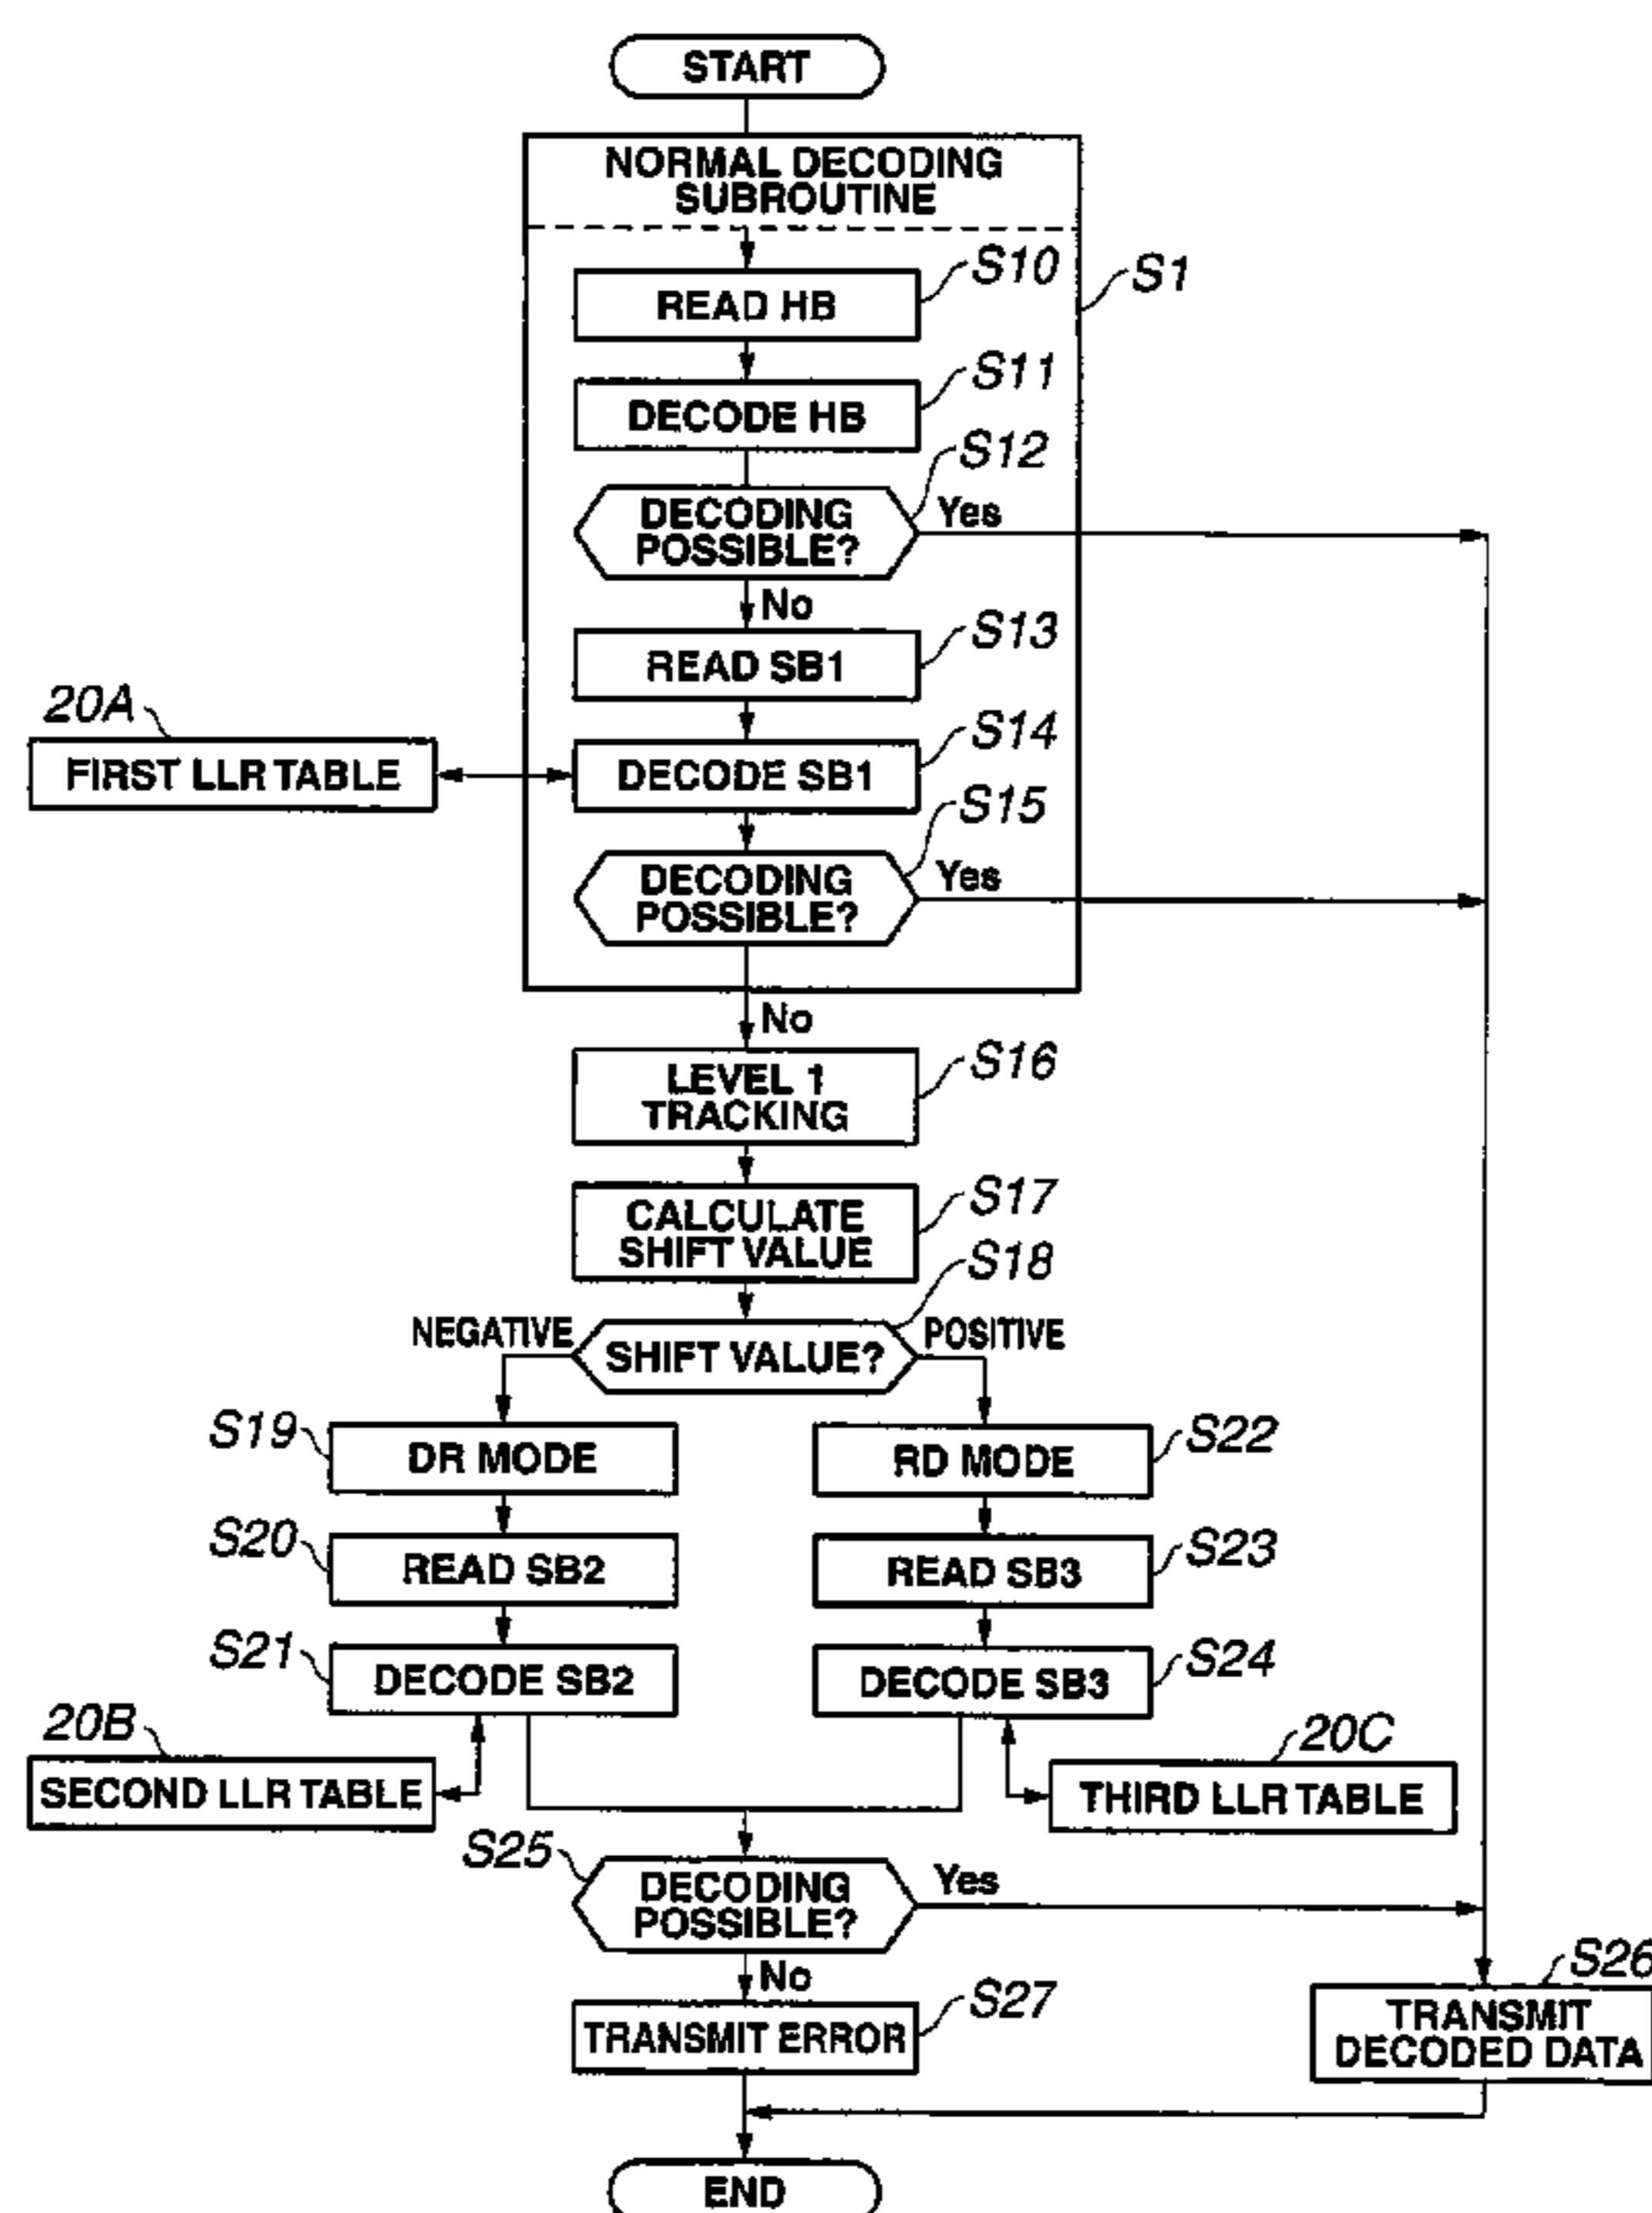 START
NORMAL DECODING
SUBROUTINE
S10
S1
READ HB
S11
DECODE HB
S12
DECODING
POSSIBLE?
Yes
No
S13
READ SB1
20A
S14
FIRST LLR TABLE
DECODE SB1
S15
DECODING
POSSIBLE?
Yes
No
S16
LEVEL 1
TRACKING
S17
CALCULATE
SHIFT VALUE
S18
NEGATIVE
SHIFT VALUE?
POSITIVE
S19
DR MODE
S22
RD MODE
S20
READ SB2
S23
READ SB3
S21
DECODE SB2
S24
DECODE SB3
20B
SECOND LLR TABLE
20C
THIRD LLR TABLE
S25
DECODING
POSSIBLE?
Yes
No
S26
TRANSMIT
DECODED DATA
S27
TRANSMIT ERROR
END